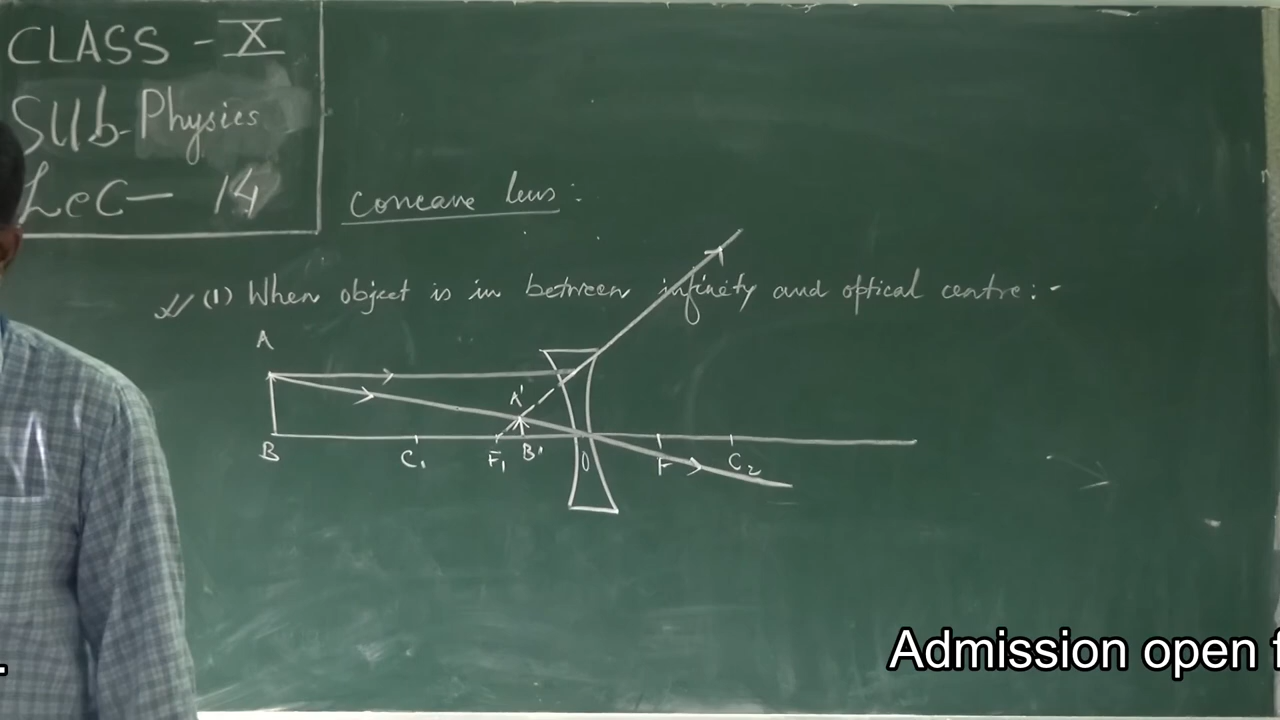 CLASS - X
Sub- Physics
Lec- 14
Concave lens:
(1) When object is in between infinity and optical centre:-
A
A'
B
C1
F1
B'
O
F
C2
Admission open f